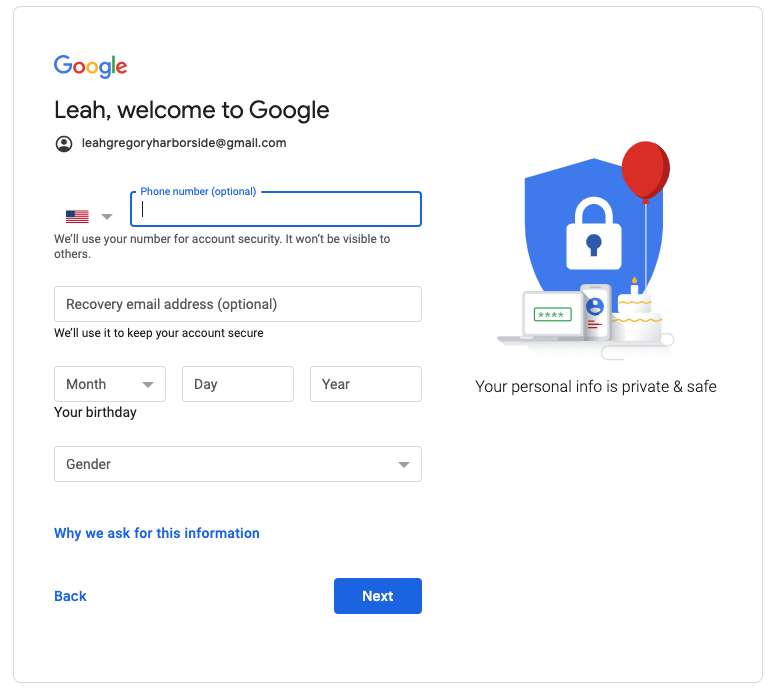 Google
Leah, welcome to Google
leahgregoryharborside@gmail.com
Phone number (optional)
We'll use your number for account security. It won't be visible to
others.
Recovery email address (optional)
We'll use it to keep your account secure
Month Day Year
Your birthday
Gender
Why we ask for this information
Back Next
****
Your personal info is private & safe